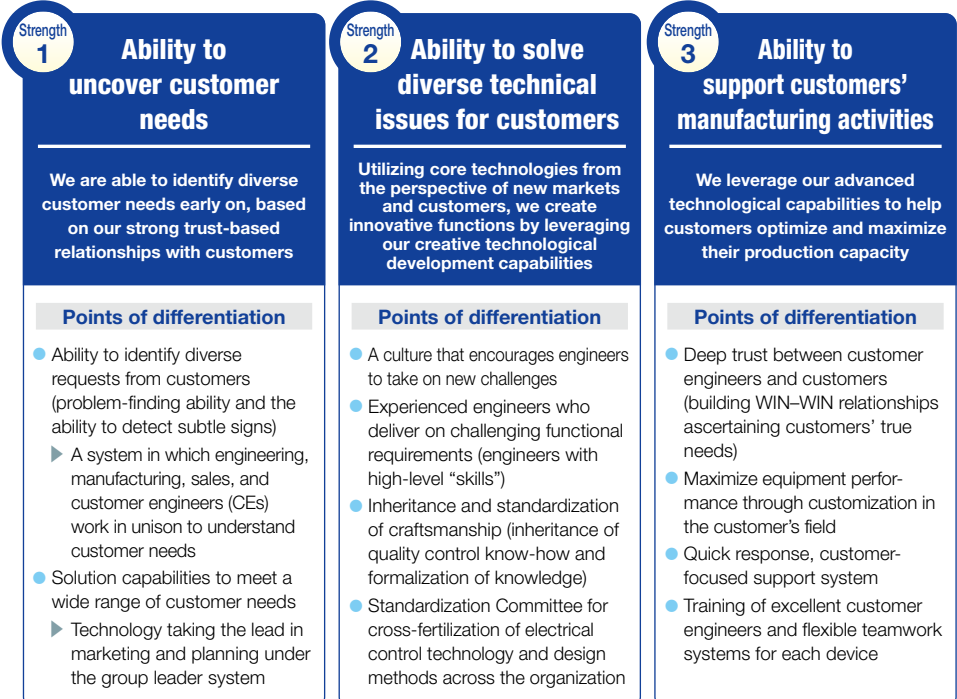 Strength
1
Ability to
uncover customer
needs
We are able to identify diverse
customer needs early on, based
on our strong trust-based
relationships with customers
Points of differentiation
Ability to identify diverse
requests from customers
(problem-finding ability and the
ability to detect subtle signs)
A system in which engineering,
manufacturing, sales, and
customer engineers (CEs)
work in unison to understand
customer needs
Solution capabilities to meet a
wide range of customer needs
Technology taking the lead in
marketing and planning under
the group leader system
Strength
2
Ability to solve
diverse technical
issues for customers
Utilizing core technologies from
the perspective of new markets
and customers, we create
innovative functions by leveraging
our creative technological
development capabilities
Points of differentiation
A culture that encourages engineers
to take on new challenges
Experienced engineers who
deliver on challenging functional
requirements (engineers with
high-level “skills”)
Inheritance and standardization
of craftsmanship (inheritance of
quality control know-how and
formalization of knowledge)
Standardization Committee for
cross-fertilization of electrical
control technology and design
methods across the organization
Strength
3
Ability to
support customers’
manufacturing activities
We leverage our advanced
technological capabilities to help
customers optimize and maximize
their production capacity
Points of differentiation
Deep trust between customer
engineers and customers
(building WIN–WIN relationships
ascertaining customers’ true
needs)
Maximize equipment perfor-
mance through customization in
the customer’s field
Quick response, customer-
focused support system
Training of excellent customer
engineers and flexible teamwork
systems for each device